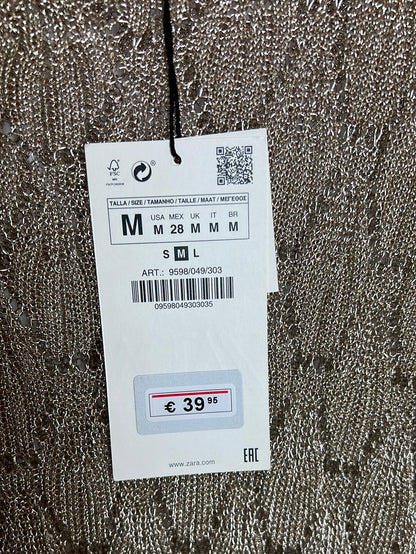 FSC
TALLA / SIZE / TAMANHO / TAILLE / MAAT / ΜΕΓΕΘΟΣ
M USA MEX UK IT BR
M 28 M M M
S M L
ART.: 9598/049/303
09598049303035
€ 39 95
www.zara.com
EAC